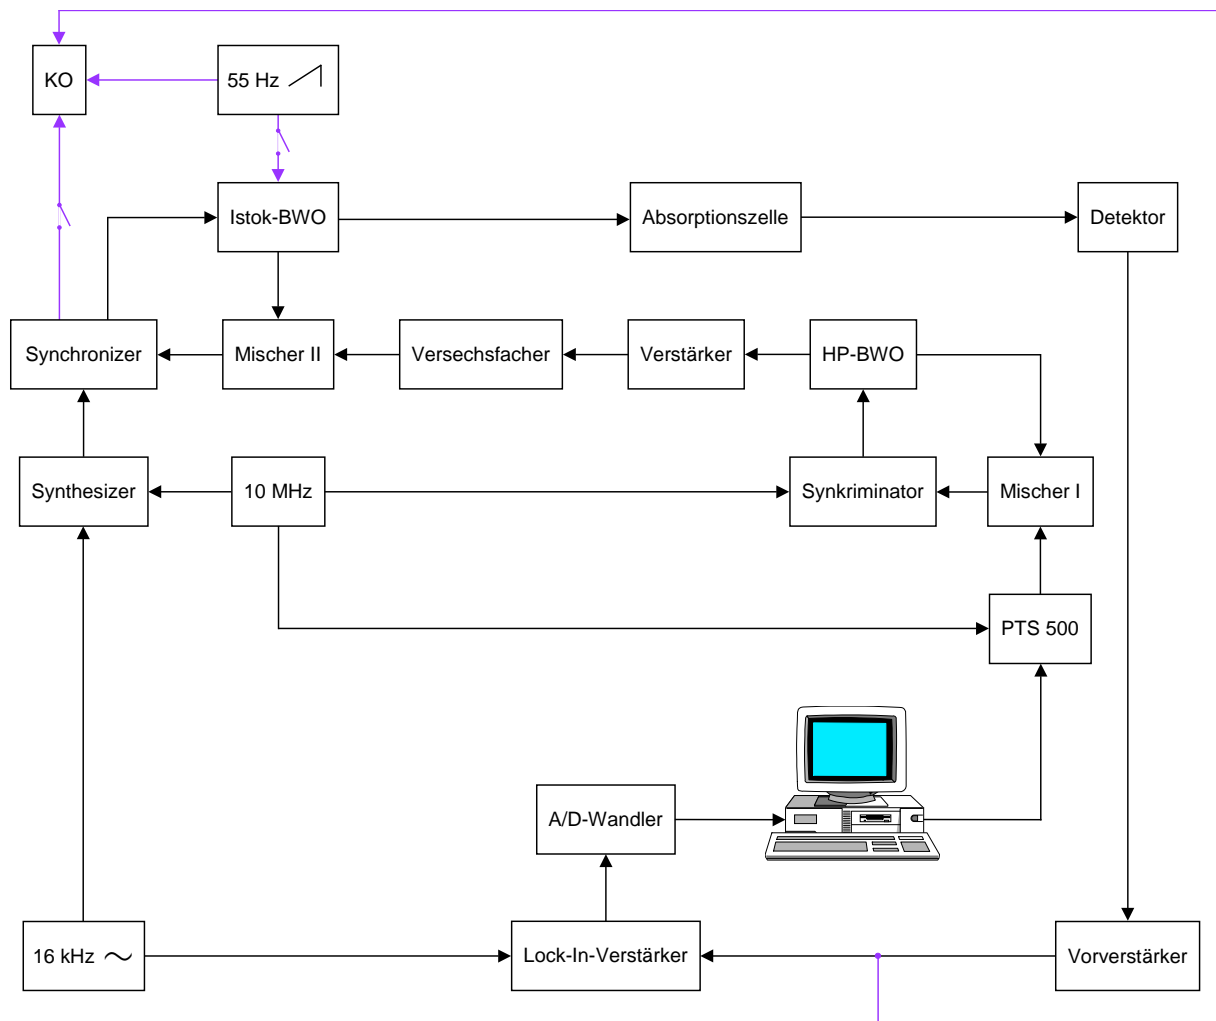 KO
55 Hz
Istok-BWO
Absorptionszelle
Detektor
Synchronizer
Mischer II
Versechsfacher
Verstärker
HP-BWO
Synthesizer
10 MHz
Synkriminator
Mischer I
PTS 500
A/D-Wandler
16 kHz ～
Lock-In-Verstärker
Vorverstärker